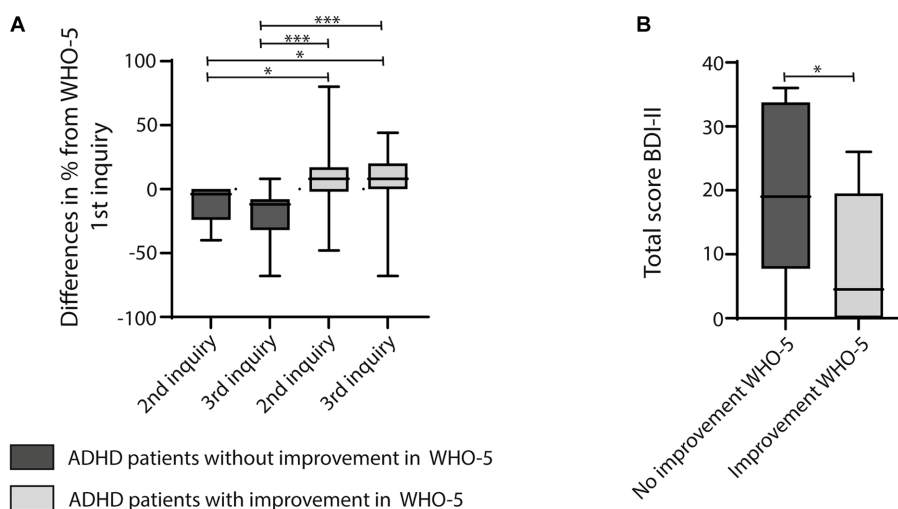 A
***
***
*
*
Differences in % from WHO-5
1st inquiry
100
50
0
-50
-100
2nd inquiry
3rd inquiry
2nd inquiry
3rd inquiry
ADHD patients without improvement in WHO-5
ADHD patients with improvement in WHO-5
B
*
Total score BDI-II
40
30
20
10
0
No improvement WHO-5
Improvement WHO-5